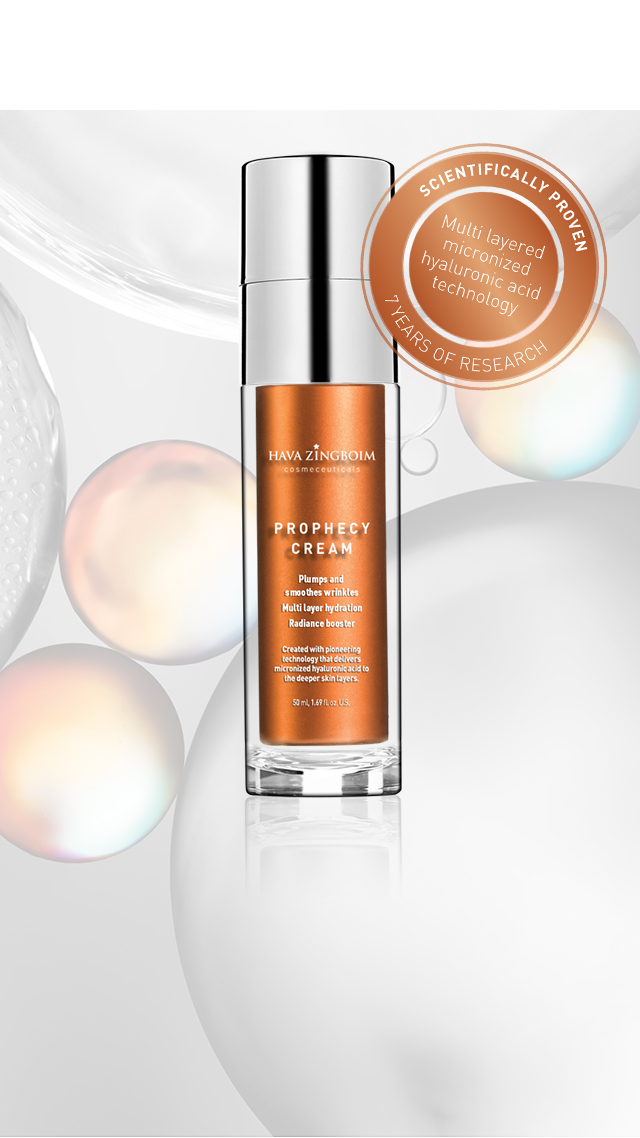 SCIENTIFICALLY PROVEN
Multi layered
micronized
hyaluronic acid
technology
7 YEARS OF RESEARCH
HAVA ZINGBOIM
cosmeceuticals
PROPHECY
CREAM
Plumps and
smoothes wrinkles
Multi layer hydration
Radiance booster
Created with pioneering
technology that delivers
micronized hyaluronic acid to
the deeper skin layers.
50 ml, 1.69 fl. oz. U.S.